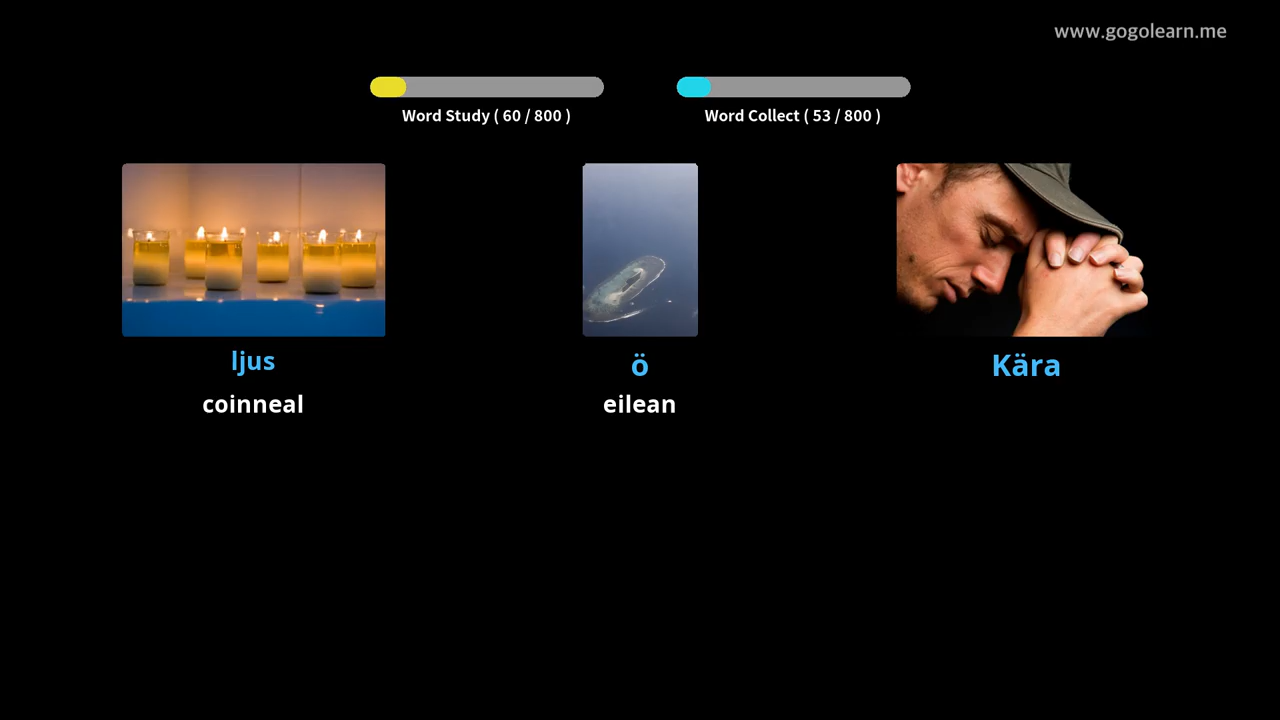 www.gogolearn.me
Word Study ( 60 / 800 )
Word Collect ( 53 / 800 )
ljus
ö
Kära
coinneal
eilean